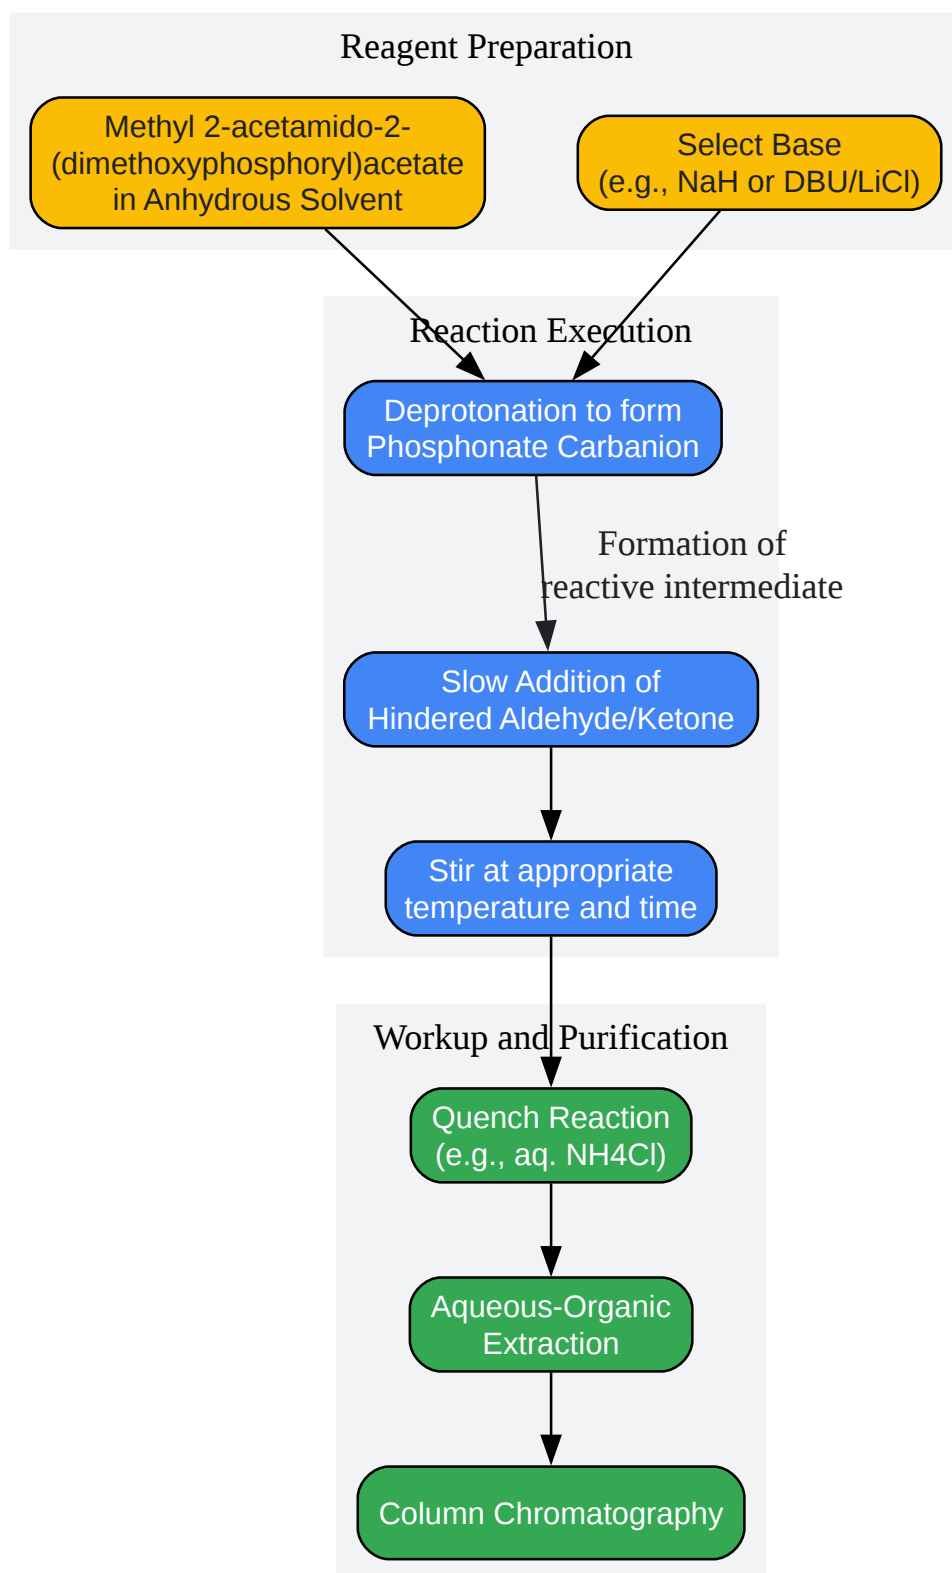 Reagent Preparation
Methyl 2-acetamido-2-
(dimethoxyphosphoryl)acetate
in Anhydrous Solvent
Select Base
(e.g., NaH or DBU/LiCl)
Reaction Execution
Deprotonation to form
Phosphonate Carbanion
Formation of
reactive intermediate
Slow Addition of
Hindered Aldehyde/Ketone
Stir at appropriate
temperature and time
Workup and Purification
Quench Reaction
(e.g., aq. NH4Cl)
Aqueous-Organic
Extraction
Column Chromatography